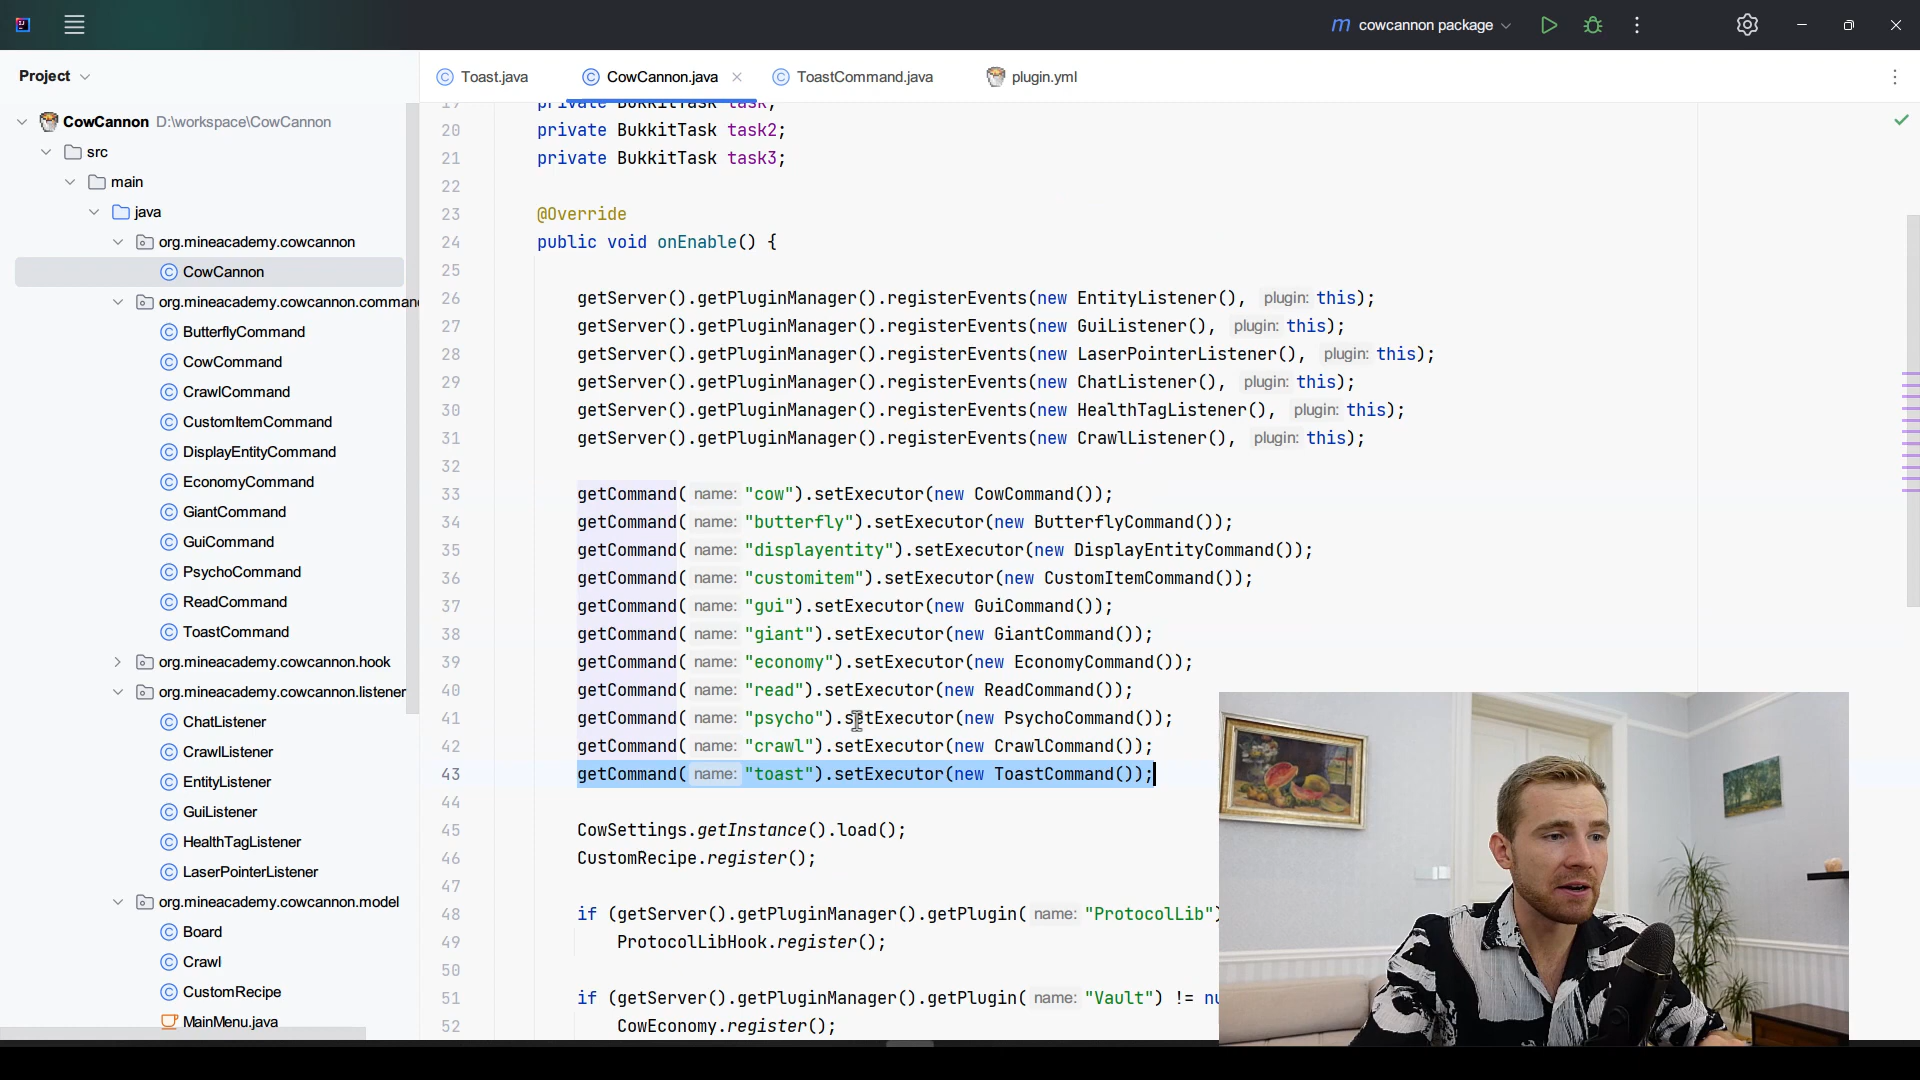 cowcannon package
Project
Toast.java
CowCannon.java
ToastCommand.java
plugin.yml
CowCannon D:\workspace\CowCannon
src
main
java
org.mineacademy.cowcannon
CowCannon
org.mineacademy.cowcannon.comman
ButterflyCommand
CowCommand
CrawlCommand
CustomItemCommand
DisplayEntityCommand
EconomyCommand
GiantCommand
GuiCommand
PsychoCommand
ReadCommand
ToastCommand
org.mineacademy.cowcannon.hook
org.mineacademy.cowcannon.listener
ChatListener
CrawlListener
EntityListener
GuiListener
HealthTagListener
LaserPointerListener
org.mineacademy.cowcannon.model
Board
Crawl
CustomRecipe
MainMenu.java
19 private BukkitTask task;
20 private BukkitTask task2;
21 private BukkitTask task3;
22
23 @Override
24 public void onEnable() {
25
26 getServer().getPluginManager().registerEvents(new EntityListener(), plugin: this);
27 getServer().getPluginManager().registerEvents(new GuiListener(), plugin: this);
28 getServer().getPluginManager().registerEvents(new LaserPointerListener(), plugin: this);
29 getServer().getPluginManager().registerEvents(new ChatListener(), plugin: this);
30 getServer().getPluginManager().registerEvents(new HealthTagListener(), plugin: this);
31 getServer().getPluginManager().registerEvents(new CrawlListener(), plugin: this);
32
33 getCommand( name: "cow").setExecutor(new CowCommand());
34 getCommand( name: "butterfly").setExecutor(new ButterflyCommand());
35 getCommand( name: "displayentity").setExecutor(new DisplayEntityCommand());
36 getCommand( name: "customitem").setExecutor(new CustomItemCommand());
37 getCommand( name: "gui").setExecutor(new GuiCommand());
38 getCommand( name: "giant").setExecutor(new GiantCommand());
39 getCommand( name: "economy").setExecutor(new EconomyCommand());
40 getCommand( name: "read").setExecutor(new ReadCommand());
41 getCommand( name: "psycho").setExecutor(new PsychoCommand());
42 getCommand( name: "crawl").setExecutor(new CrawlCommand());
43 getCommand( name: "toast").setExecutor(new ToastCommand());
44
45 CowSettings.getInstance().load();
46 CustomRecipe.register();
47
48 if (getServer().getPluginManager().getPlugin( name: "ProtocolLib")
49 ProtocolLibHook.register();
50
51 if (getServer().getPluginManager().getPlugin( name: "Vault") != nu
52 CowEconomy.register();